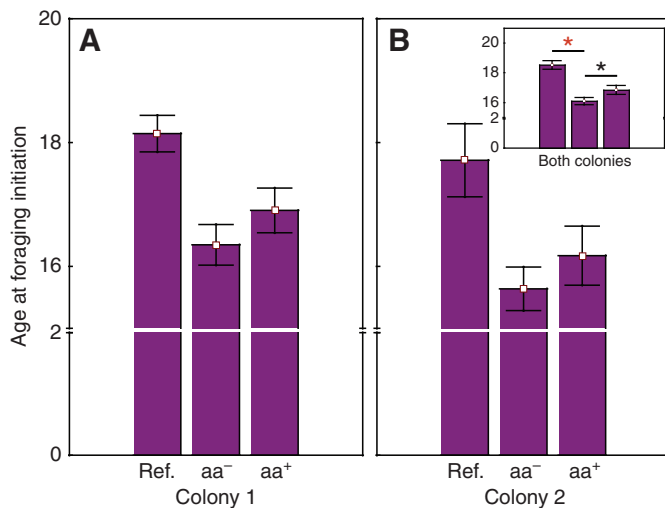 Age at foraging initiation
A
20
18
16
2
0
Ref. aa⁻ aa⁺
Colony 1
B
20
18
16
2
0
* *
Both colonies
Ref. aa⁻ aa⁺
Colony 2